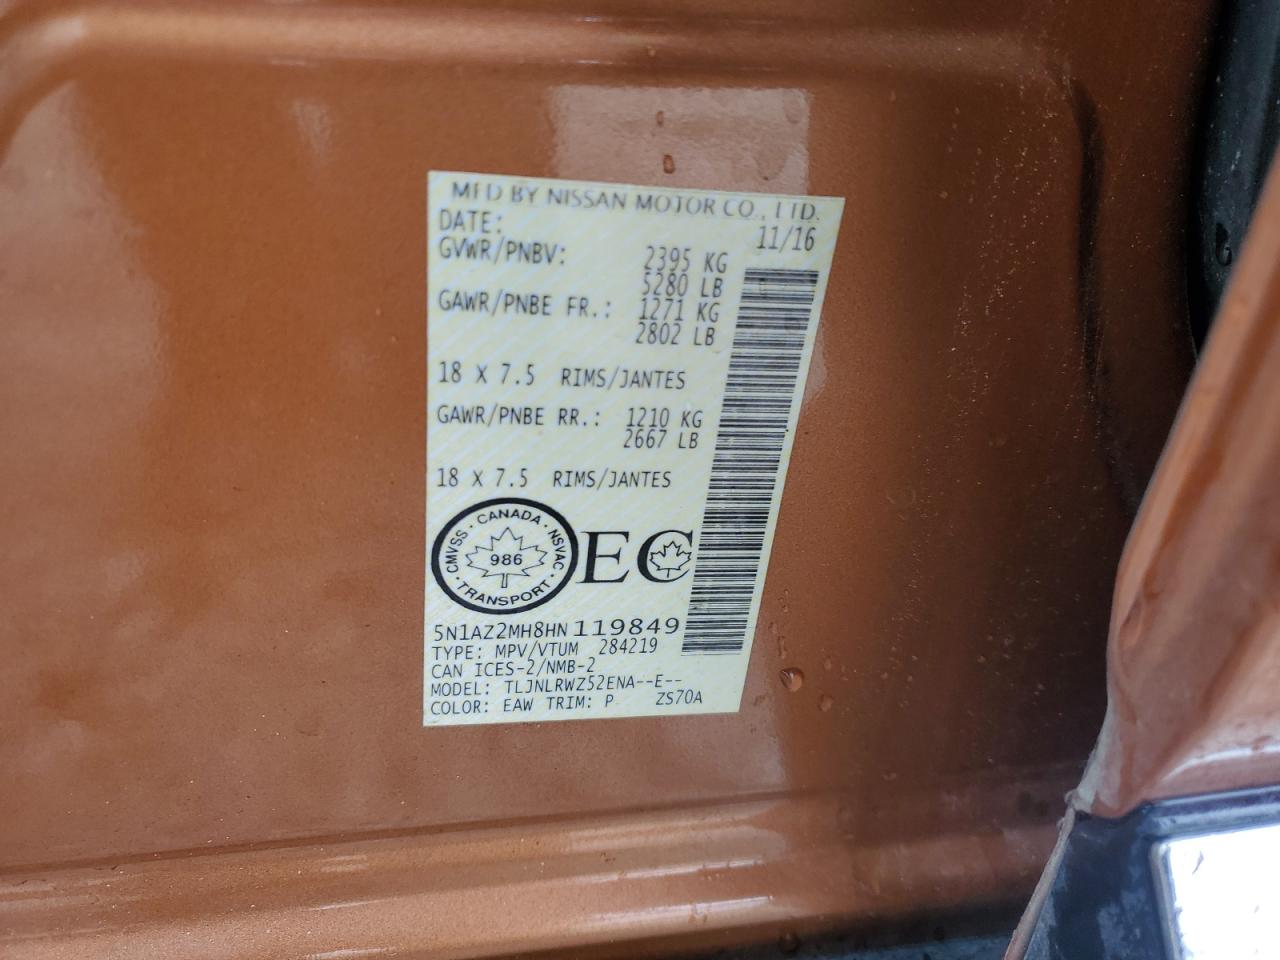 MFD BY NISSAN MOTOR CO., LTD.
DATE: 11/16
GVWR/PNBV: 2395 KG
5280 LB
GAWR/PNBE FR.: 1271 KG
2802 LB
18 X 7.5 RIMS/JANTES
GAWR/PNBE RR.: 1210 KG
2667 LB
18 X 7.5 RIMS/JANTES
CMVSS · CANADA · NSVAC · TRANSPORT ·
986
EC
5N1AZ2MH8HN119849
TYPE: MPV/VTUM 284219
CAN ICES-2/NMB-2
MODEL: TLJNLRWZ52ENA--E--
COLOR: EAW TRIM: P ZS70A